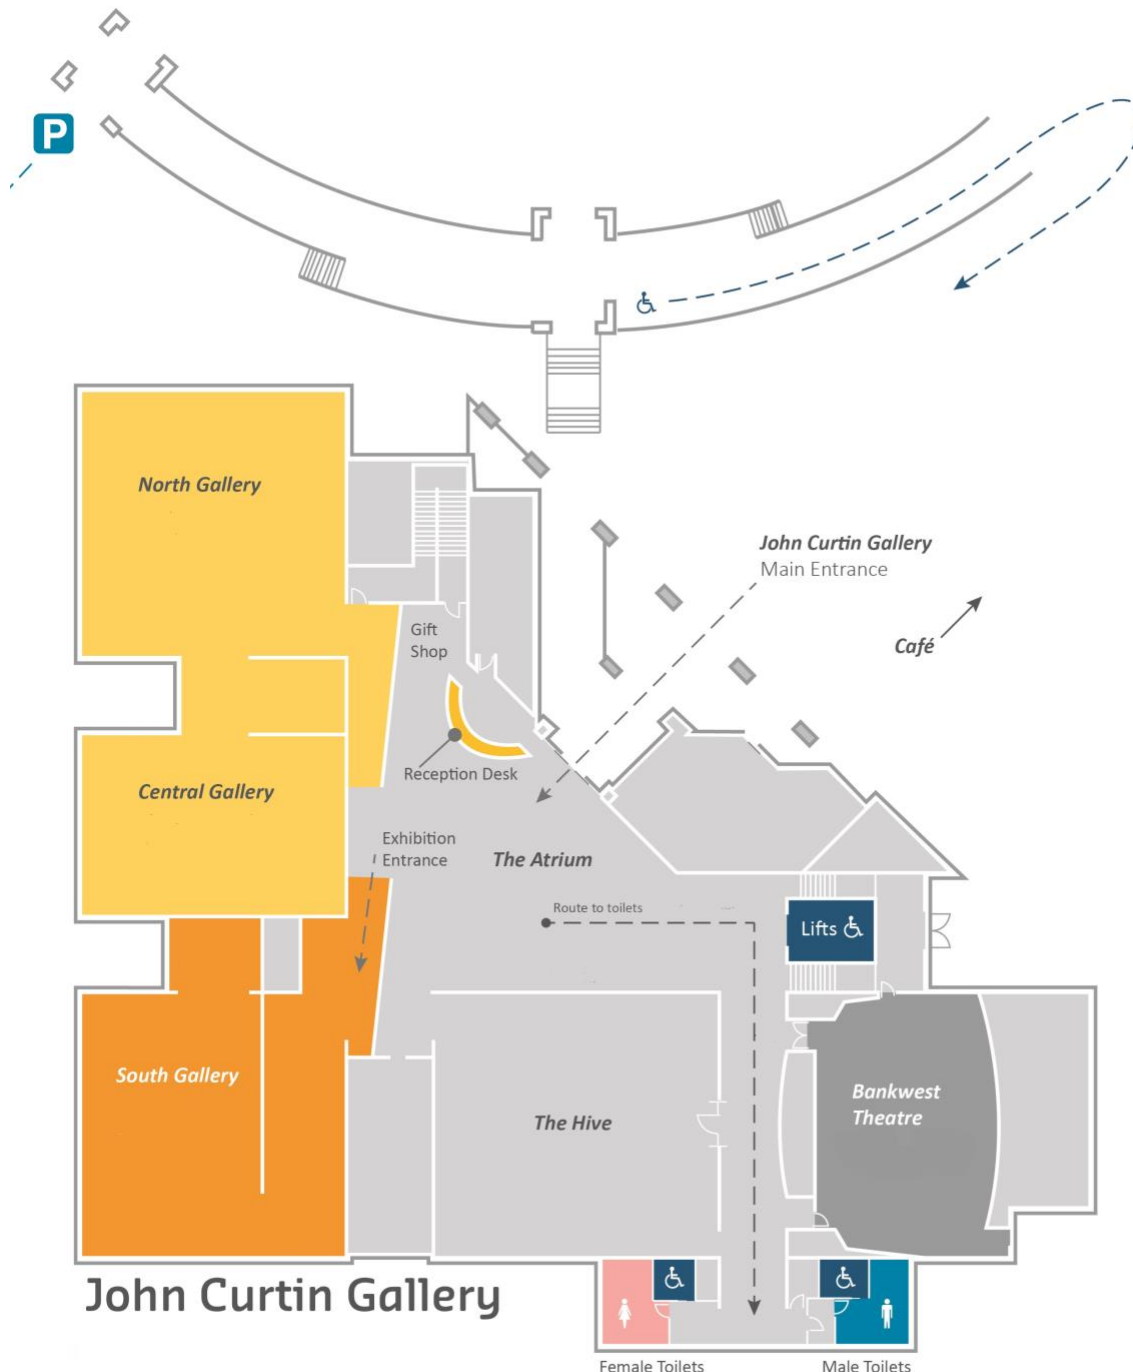 P
North Gallery
John Curtin Gallery
Main Entrance
Gift
Shop
Café
Reception Desk
Central Gallery
Exhibition
Entrance
The Atrium
Route to toilets
Lifts
South Gallery
Bankwest
Theatre
The Hive
John Curtin Gallery
Female Toilets
Male Toilets